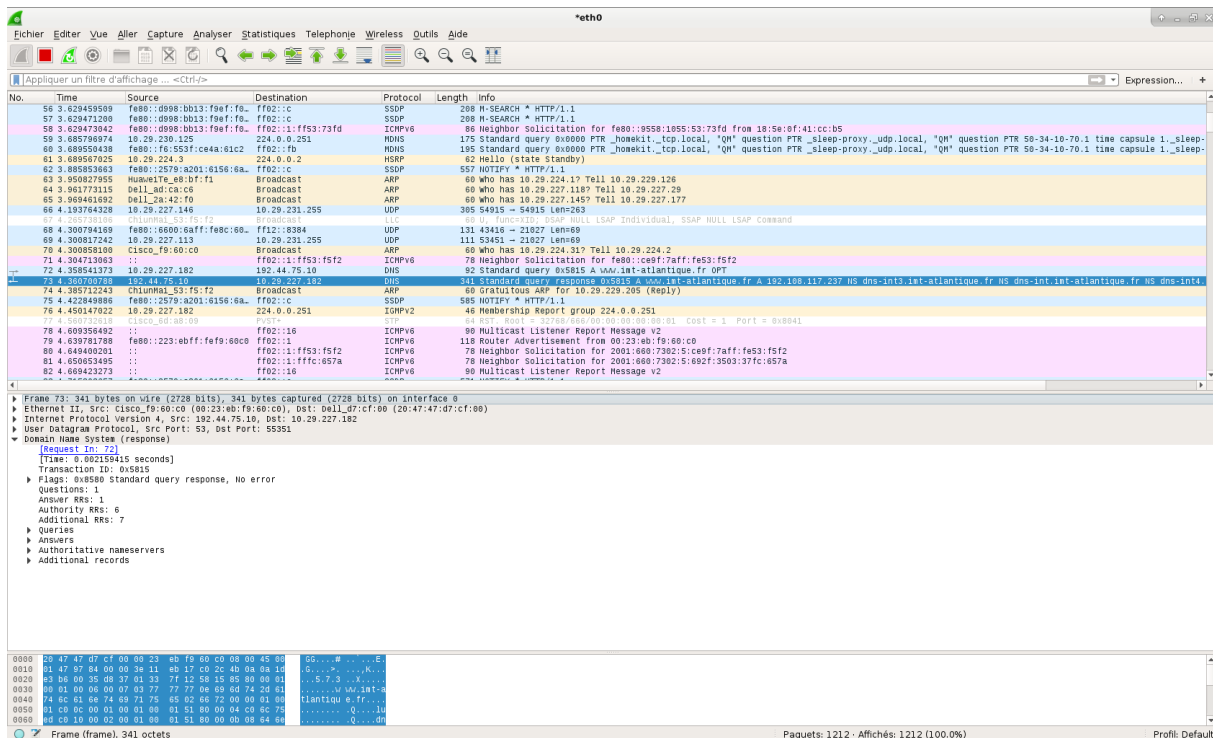 *eth0
Fichier Editer Vue Aller Capture Analyser Statistiques Telephonie Wireless Outils Aide
Appliquer un filtre d'affichage ... <Ctrl-/> Expression... +
No. Time Source Destination Protocol Length Info
56 3.629459509 fe80::d998:bb13:f9ef:f0… ff02::c SSDP 208 M-SEARCH * HTTP/1.1
57 3.629471200 fe80::d998:bb13:f9ef:f0… ff02::c SSDP 208 M-SEARCH * HTTP/1.1
58 3.629473042 fe80::d998:bb13:f9ef:f0… ff02::1:ff53:73fd ICMPv6 86 Neighbor Solicitation for fe80::9558:1055:53:73fd from 18:5e:0f:41:cc:b5
59 3.685796974 10.29.230.125 224.0.0.251 MDNS 175 Standard query 0x0000 PTR _homekit._tcp.local, "QM" question PTR _sleep-proxy._udp.local, "QM" question PTR 50-34-10-70.1 time capsule 1._sleep-
60 3.689550438 fe80::f6:553f:ce4a:61c2 ff02::fb MDNS 195 Standard query 0x0000 PTR _homekit._tcp.local, "QM" question PTR _sleep-proxy._udp.local, "QM" question PTR 50-34-10-70.1 time capsule 1._sleep-
61 3.689567025 10.29.224.3 224.0.0.2 HSRP 62 Hello (state Standby)
62 3.885853663 fe80::2579:a201:6156:6a… ff02::c SSDP 557 NOTIFY * HTTP/1.1
63 3.950827955 HuaweiTe_e8:bf:f1 Broadcast ARP 60 Who has 10.29.224.1? Tell 10.29.229.126
64 3.961773115 Dell_ad:ca:c6 Broadcast ARP 60 Who has 10.29.227.118? Tell 10.29.227.29
65 3.969461692 Dell_2a:42:f0 Broadcast ARP 60 Who has 10.29.227.145? Tell 10.29.227.177
66 4.193764328 10.29.227.146 10.29.231.255 UDP 305 54915 → 54915 Len=263
67 4.265738106 ChiunMai_53:f5:f2 Broadcast LLC 60 U, func=XID, DSAP NULL LSAP Individual, SSAP NULL LSAP Command
68 4.300794169 fe80::6600:6aff:fe8c:60… ff12::8384 UDP 131 43416 → 21027 Len=69
69 4.300817242 10.29.227.113 10.29.231.255 UDP 111 53451 → 21027 Len=69
70 4.300858100 Cisco_f9:60:c0 Broadcast ARP 60 Who has 10.29.224.31? Tell 10.29.224.2
71 4.304713063 :: ff02::1:ff53:f5f2 ICMPv6 78 Neighbor Solicitation for fe80::ce9f:7aff:fe53:f5f2
72 4.358541373 10.29.227.182 192.44.75.10 DNS 92 Standard query 0x5815 A www.imt-atlantique.fr OPT
73 4.360700788 192.44.75.10 10.29.227.182 DNS 341 Standard query response 0x5815 A www.imt-atlantique.fr A 192.108.117.237 NS dns-int3.imt-atlantique.fr NS dns-int.imt-atlantique.fr NS dns-int4.
74 4.385712243 ChiunMai_53:f5:f2 Broadcast ARP 60 Gratuitous ARP for 10.29.229.205 (Reply)
75 4.422849886 fe80::2579:a201:6156:6a… ff02::c SSDP 585 NOTIFY * HTTP/1.1
76 4.450147022 10.29.227.182 224.0.0.251 IGMPv2 46 Membership Report group 224.0.0.251
77 4.560732618 Cisco_6d:a8:09 PVST+ STP 64 RST. Root = 32768/666/00:00:00:00:00:01 Cost = 1 Port = 0x8041
78 4.609356492 :: ff02::16 ICMPv6 90 Multicast Listener Report Message v2
79 4.639781788 fe80::223:ebff:fef9:60c0 ff02::1 ICMPv6 118 Router Advertisement from 00:23:eb:f9:60:c0
80 4.649400201 :: ff02::1:ff53:f5f2 ICMPv6 78 Neighbor Solicitation for 2001:660:7302:5:ce9f:7aff:fe53:f5f2
81 4.650653495 :: ff02::1:fffc:657a ICMPv6 78 Neighbor Solicitation for 2001:660:7302:5:692f:3503:37fc:657a
82 4.669423273 :: ff02::16 ICMPv6 90 Multicast Listener Report Message v2
Frame 73: 341 bytes on wire (2728 bits), 341 bytes captured (2728 bits) on interface 0
Ethernet II, Src: Cisco_f9:60:c0 (00:23:eb:f9:60:c0), Dst: Dell_d7:cf:00 (20:47:47:d7:cf:00)
Internet Protocol Version 4, Src: 192.44.75.10, Dst: 10.29.227.182
User Datagram Protocol, Src Port: 53, Dst Port: 55351
Domain Name System (response)
[Request In: 72]
[Time: 0.002159415 seconds]
Transaction ID: 0x5815
Flags: 0x8580 Standard query response, No error
Questions: 1
Answer RRs: 1
Authority RRs: 6
Additional RRs: 7
Queries
Answers
Authoritative nameservers
Additional records
0000 20 47 47 d7 cf 00 00 23 eb f9 60 c0 08 00 45 00 GG....# ..`...E.
0010 01 47 97 84 00 00 3e 11 eb 17 c0 2c 4b 0a 0a 1d .G....>. ...,K...
0020 e3 b6 00 35 d8 37 01 33 7f 12 58 15 85 80 00 01 ...5.7.3 ..X.....
0030 00 01 00 06 00 07 03 77 77 77 0e 69 6d 74 2d 61 .......w ww.imt-a
0040 74 6c 61 6e 74 69 71 75 65 02 66 72 00 00 01 00 tlantiqu e.fr....
0050 01 c0 0c 00 01 00 01 00 01 51 80 00 04 c0 6c 75 ........ .Q....lu
0060 ed c0 10 00 02 00 01 00 01 51 80 00 0b 08 64 6e ........ .Q....dn
Frame (frame), 341 octets Paquets: 1212 · Affichés: 1212 (100.0%) Profil: Default